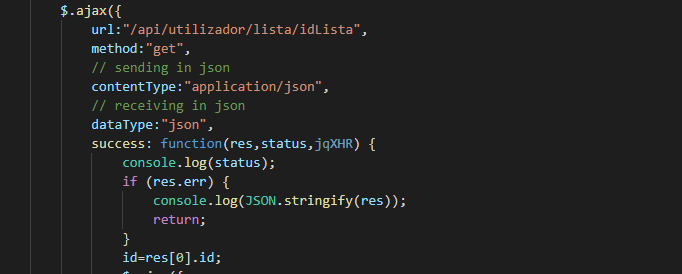 $.ajax({
url:"/api/utilizador/lista/idLista",
method:"get",
// sending in json
contentType:"application/json",
// receiving in json
dataType:"json",
success: function(res,status,jqXHR) {
console.log(status);
if (res.err) {
console.log(JSON.stringify(res));
return;
}
id=res[0].id;
$.ajax({